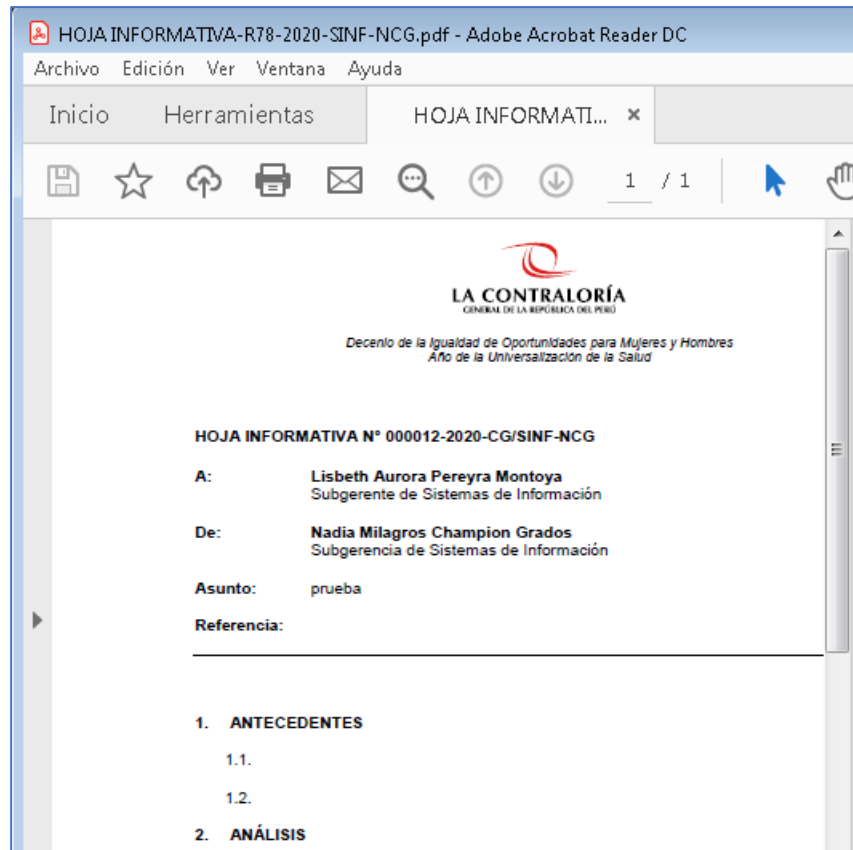 HOJA INFORMATIVA-R78-2020-SINF-NCG.pdf - Adobe Acrobat Reader DC
Archivo Edición Ver Ventana Ayuda
Inicio Herramientas HOJA INFORMATI... ×
1 / 1
LA CONTRALORÍA
GENERAL DE LA REPÚBLICA DEL PERÚ
Decenio de la Igualdad de Oportunidades para Mujeres y Hombres
Año de la Universalización de la Salud
HOJA INFORMATIVA N° 000012-2020-CG/SINF-NCG
A: Lisbeth Aurora Pereyra Montoya
Subgerente de Sistemas de Información
De: Nadia Milagros Champion Grados
Subgerencia de Sistemas de Información
Asunto: prueba
Referencia:
1. ANTECEDENTES
1.1.
1.2.
2. ANÁLISIS